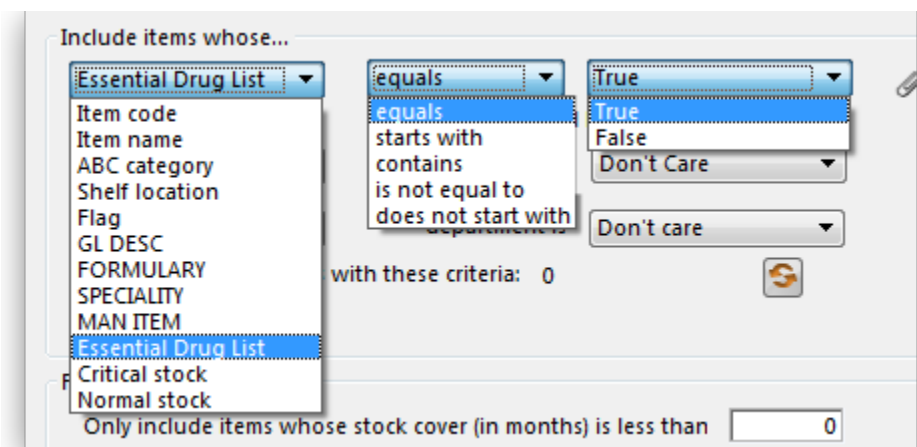 Include items whose...
Essential Drug List equals True
Item code
Item name
ABC category
Shelf location
Flag
GL DESC
FORMULARY
SPECIALITY
MAN ITEM
Essential Drug List
Critical stock
Normal stock
equals
starts with
contains
is not equal to
does not start with
True
False
Don't Care
department is Don't care
with these criteria: 0
Only include items whose stock cover (in months) is less than 0